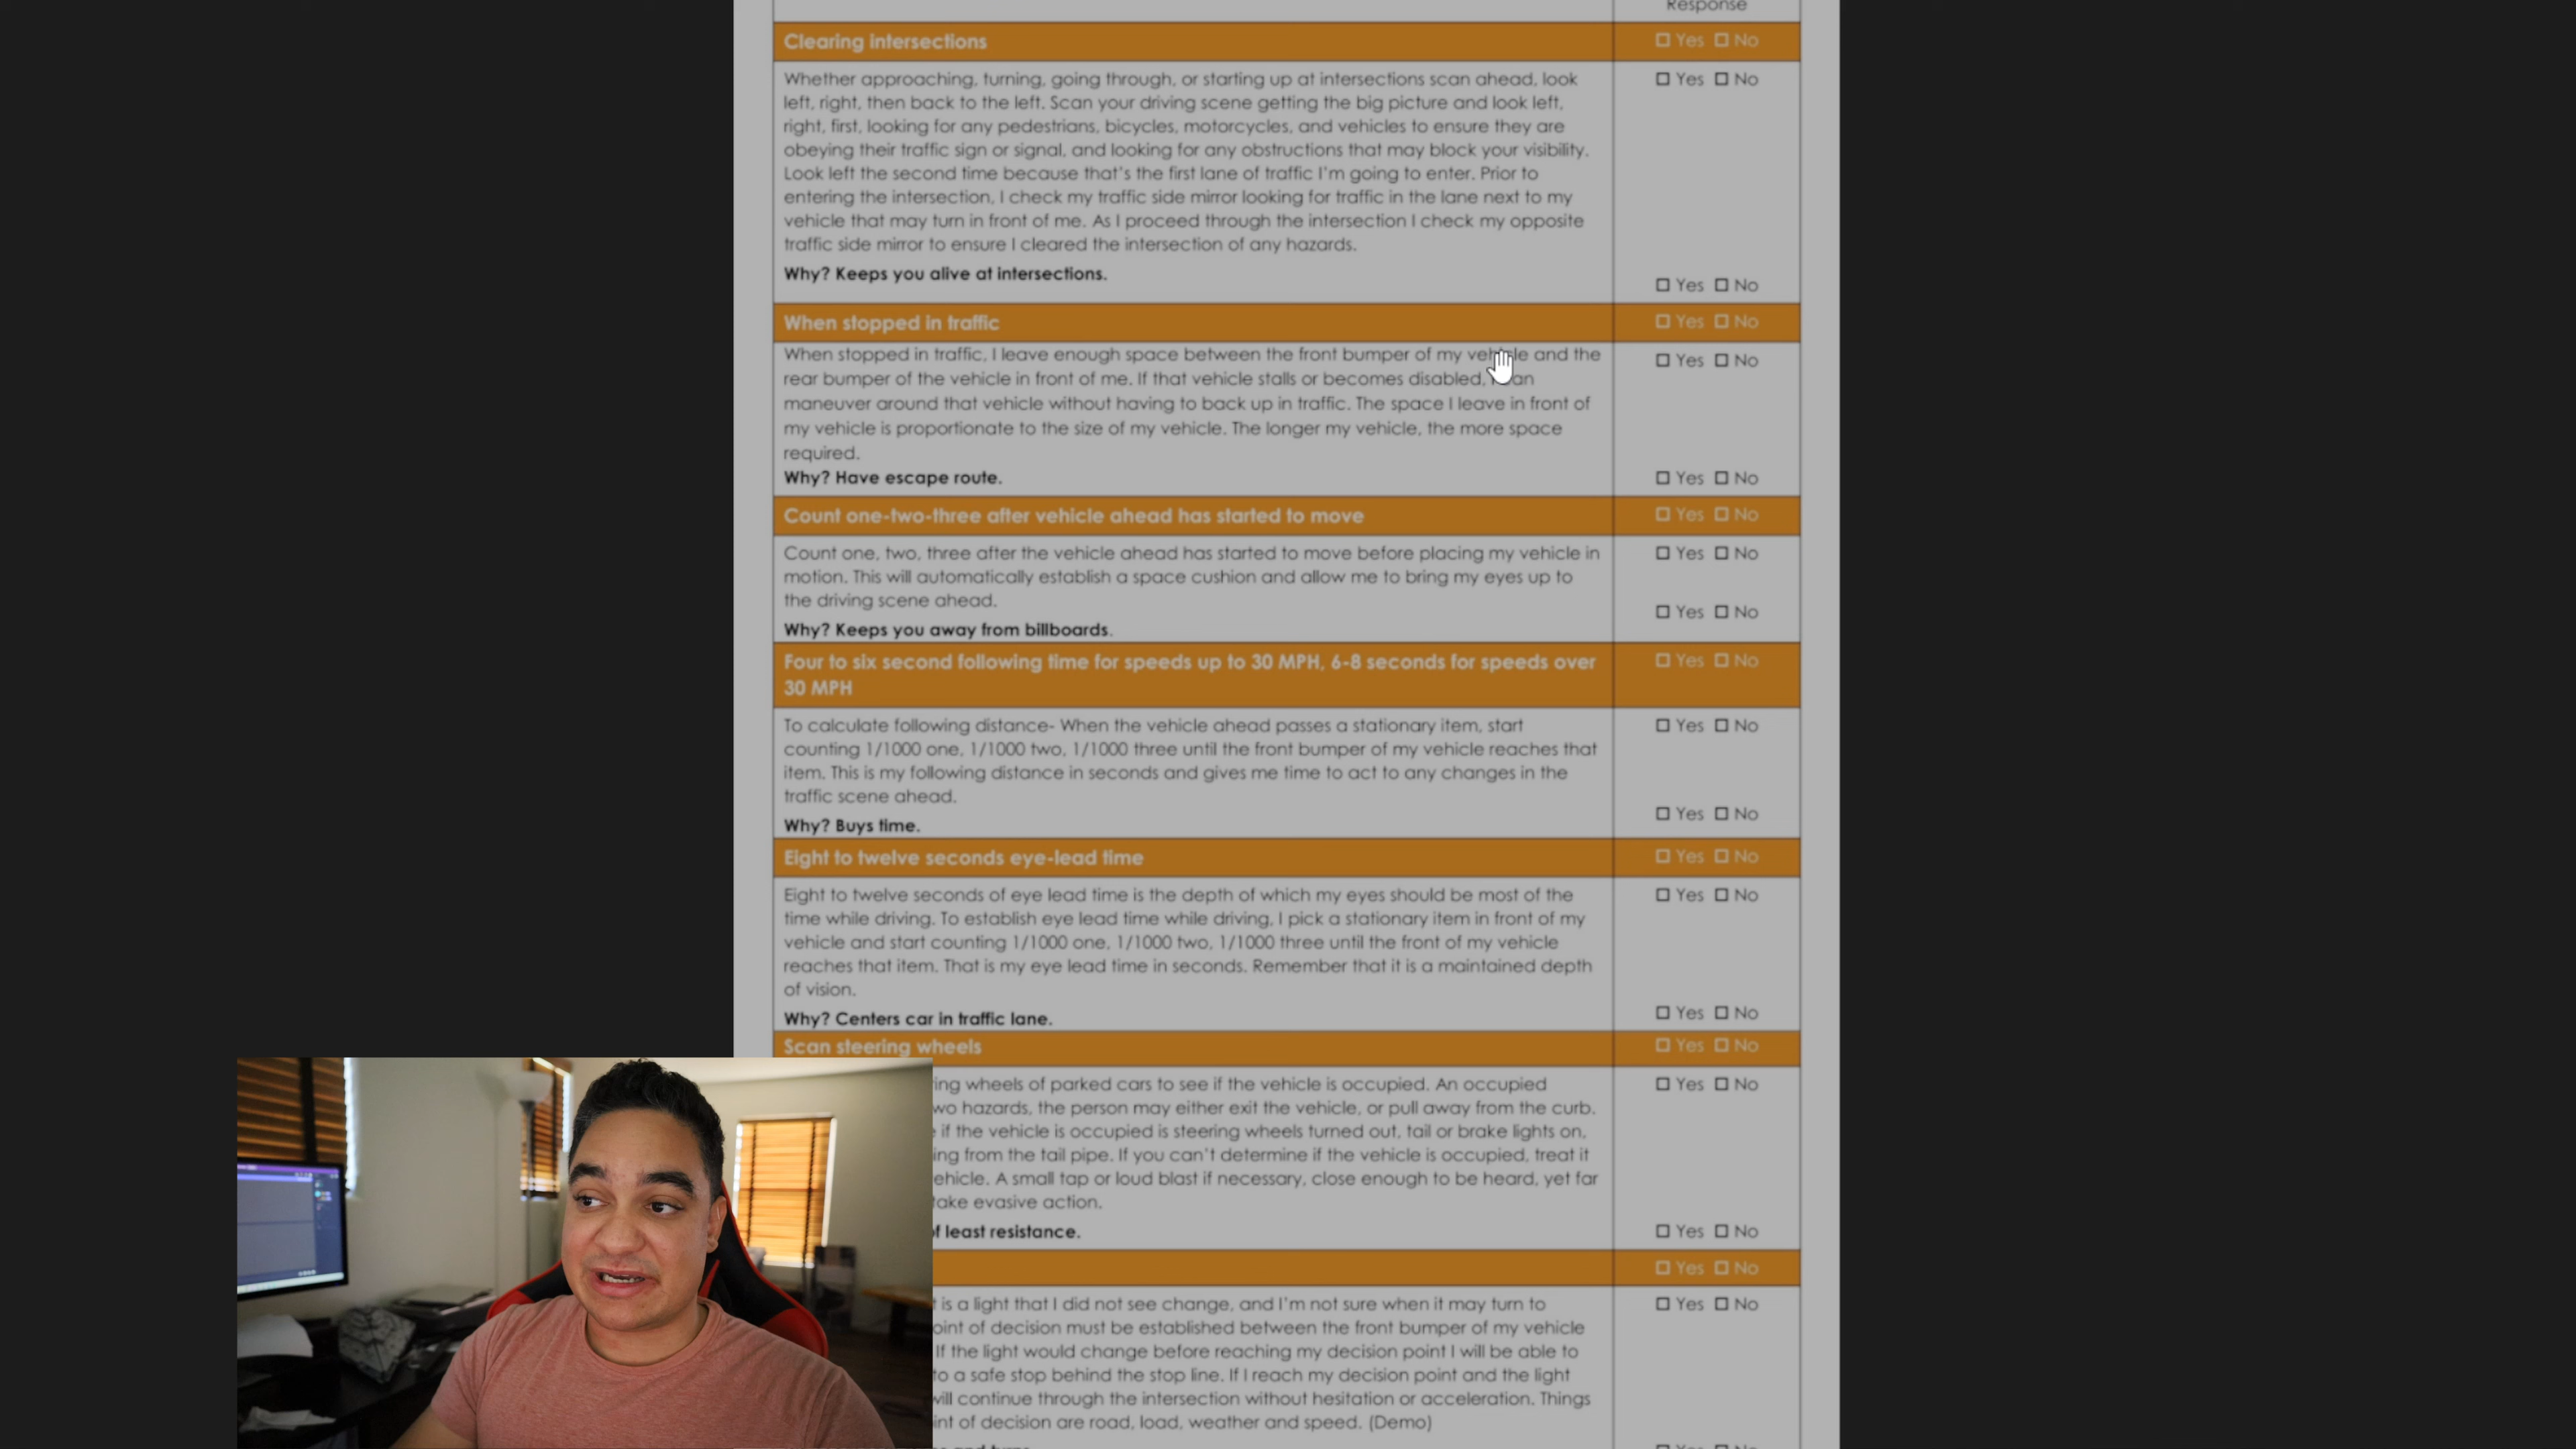 Response
Clearing intersections
☐ Yes ☐ No
Whether approaching, turning, going through, or starting up at intersections scan ahead, look
☐ Yes ☐ No
left, right, then back to the left. Scan your driving scene getting the big picture and look left,
right, first, looking for any pedestrians, bicycles, motorcycles, and vehicles to ensure they are
obeying their traffic sign or signal, and looking for any obstructions that may block your visibility.
Look left the second time because that's the first lane of traffic I'm going to enter. Prior to
entering the intersection, I check my traffic side mirror looking for traffic in the lane next to my
vehicle that may turn in front of me. As I proceed through the intersection I check my opposite
traffic side mirror to ensure I cleared the intersection of any hazards.
Why? Keeps you alive at intersections.
☐ Yes ☐ No
When stopped in traffic
☐ Yes ☐ No
When stopped in traffic, I leave enough space between the front bumper of my vehicle and the
☐ Yes ☐ No
rear bumper of the vehicle in front of me. If that vehicle stalls or becomes disabled,
maneuver around that vehicle without having to back up in traffic. The space I leave in front of
my vehicle is proportionate to the size of my vehicle. The longer my vehicle, the more space
required.
Why? Have escape route.
☐ Yes ☐ No
Count one-two-three after vehicle ahead has started to move
☐ Yes ☐ No
Count one, two, three after the vehicle ahead has started to move before placing my vehicle in
☐ Yes ☐ No
motion. This will automatically establish a space cushion and allow me to bring my eyes up to
the driving scene ahead.
☐ Yes ☐ No
Why? Keeps you away from billboards.
Four to six second following time for speeds up to 30 MPH, 6-8 seconds for speeds over
☐ Yes ☐ No
30 MPH
To calculate following distance- When the vehicle ahead passes a stationary item, start
☐ Yes ☐ No
counting 1/1000 one, 1/1000 two, 1/1000 three until the front bumper of my vehicle reaches that
item. This is my following distance in seconds and gives me time to act to any changes in the
traffic scene ahead.
☐ Yes ☐ No
Why? Buys time.
Eight to twelve seconds eye-lead time
☐ Yes ☐ No
Eight to twelve seconds of eye lead time is the depth of which my eyes should be most of the
☐ Yes ☐ No
time while driving. To establish eye lead time while driving, I pick a stationary item in front of my
vehicle and start counting 1/1000 one, 1/1000 two, 1/1000 three until the front of my vehicle
reaches that item. That is my eye lead time in seconds. Remember that it is a maintained depth
of vision.
Why? Centers car in traffic lane.
☐ Yes ☐ No
Scan steering wheels
☐ Yes ☐ No
ing wheels of parked cars to see if the vehicle is occupied. An occupied
☐ Yes ☐ No
wo hazards, the person may either exit the vehicle, or pull away from the curb.
if the vehicle is occupied is steering wheels turned out, tail or brake lights on,
ing from the tail pipe. If you can't determine if the vehicle is occupied, treat it
ehicle. A small tap or loud blast if necessary, close enough to be heard, yet far
take evasive action.
of least resistance.
☐ Yes ☐ No
☐ Yes ☐ No
is a light that I did not see change, and I'm not sure when it may turn to
☐ Yes ☐ No
oint of decision must be established between the front bumper of my vehicle
If the light would change before reaching my decision point I will be able to
to a safe stop behind the stop line. If I reach my decision point and the light
will continue through the intersection without hesitation or acceleration. Things
int of decision are road, load, weather and speed. (Demo)